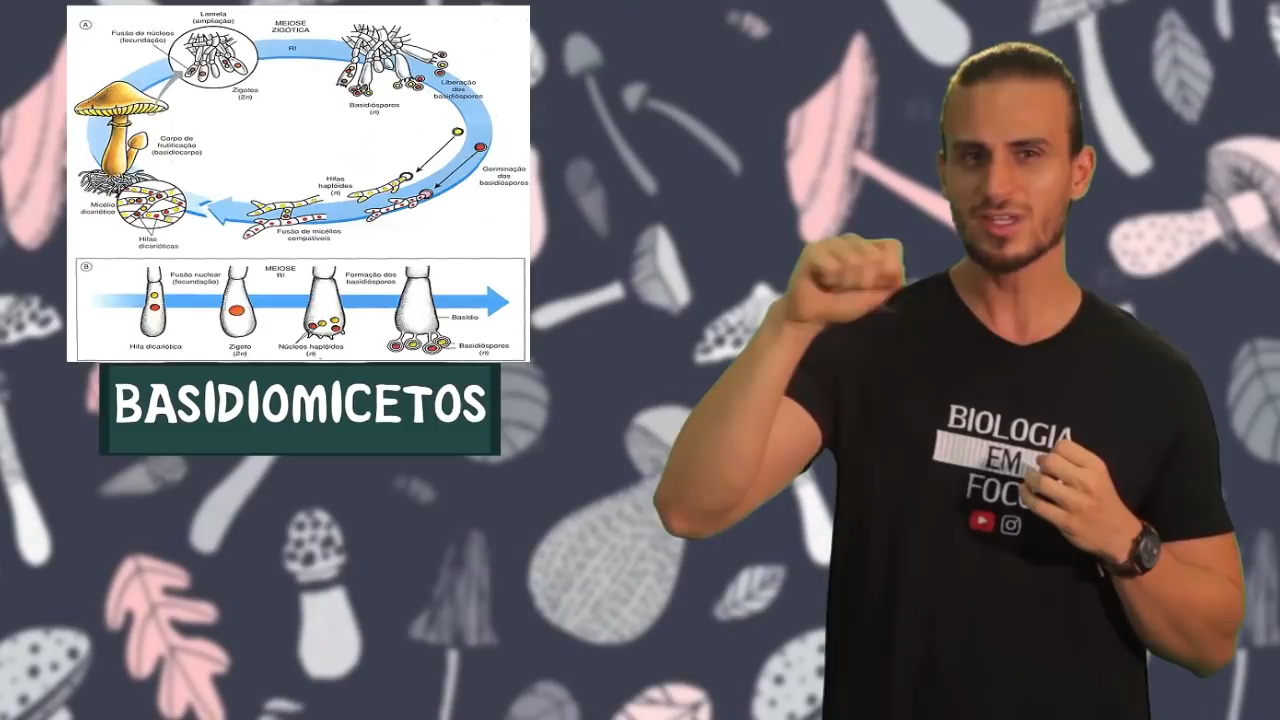 A
Lamela
(ampliação)
Fusão de núcleos
(fecundação)
MEIOSE
ZIGÓTICA
R!
Zigotos
(2n)
Basidiósporos
(n)
Liberação
dos
basidiósporos
Corpo de
frutificação
(basidiocarpo)
Hifas
haplóides
(n)
Germinação
dos
basidiósporos
Micélio
dicariótico
Hifas
dicarióticas
Fusão de micélios
compatíveis
B
Fusão nuclear
(fecundação)
MEIOSE
R!
Formação dos
basidiósporos
Basídio
Hifa dicariótica
Zigoto
(2n)
Núcleos haplóides
(n)
Basidiósporos
(n)
BASIDIOMICETOS
BIOLOGIA
EM
FOCO